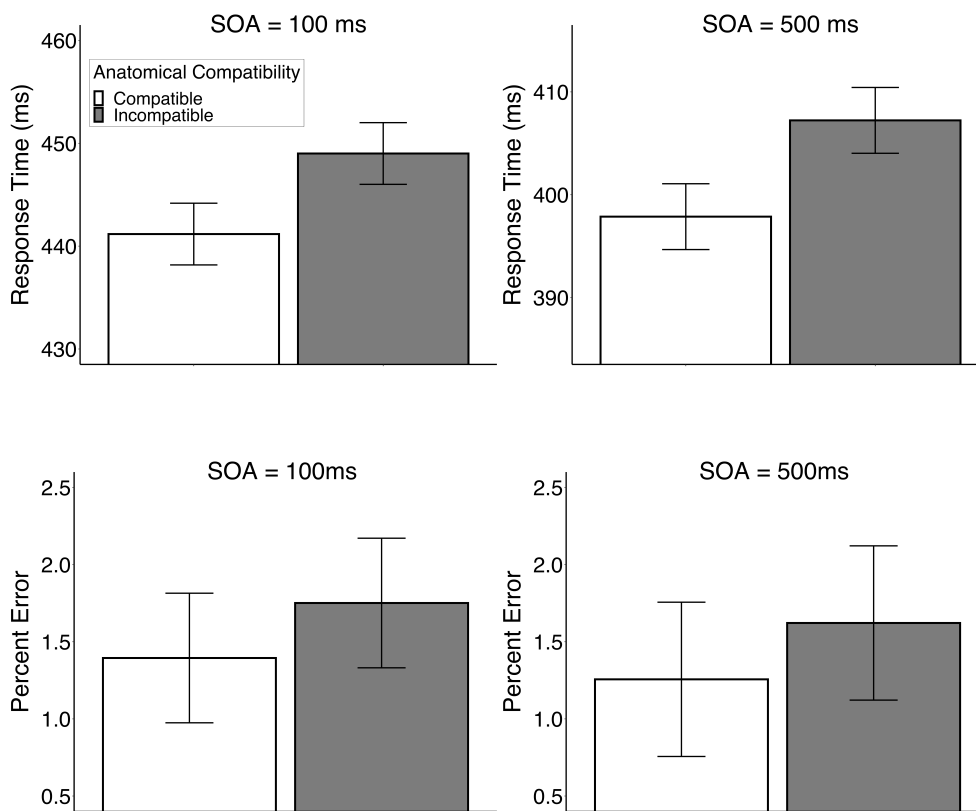 SOA = 100 ms
460
450
440
430
Response Time (ms)
Anatomical Compatibility
Compatible
Incompatible
SOA = 500 ms
410
400
390
Response Time (ms)
SOA = 100ms
2.5
2.0
1.5
1.0
0.5
Percent Error
SOA = 500ms
2.5
2.0
1.5
1.0
0.5
Percent Error